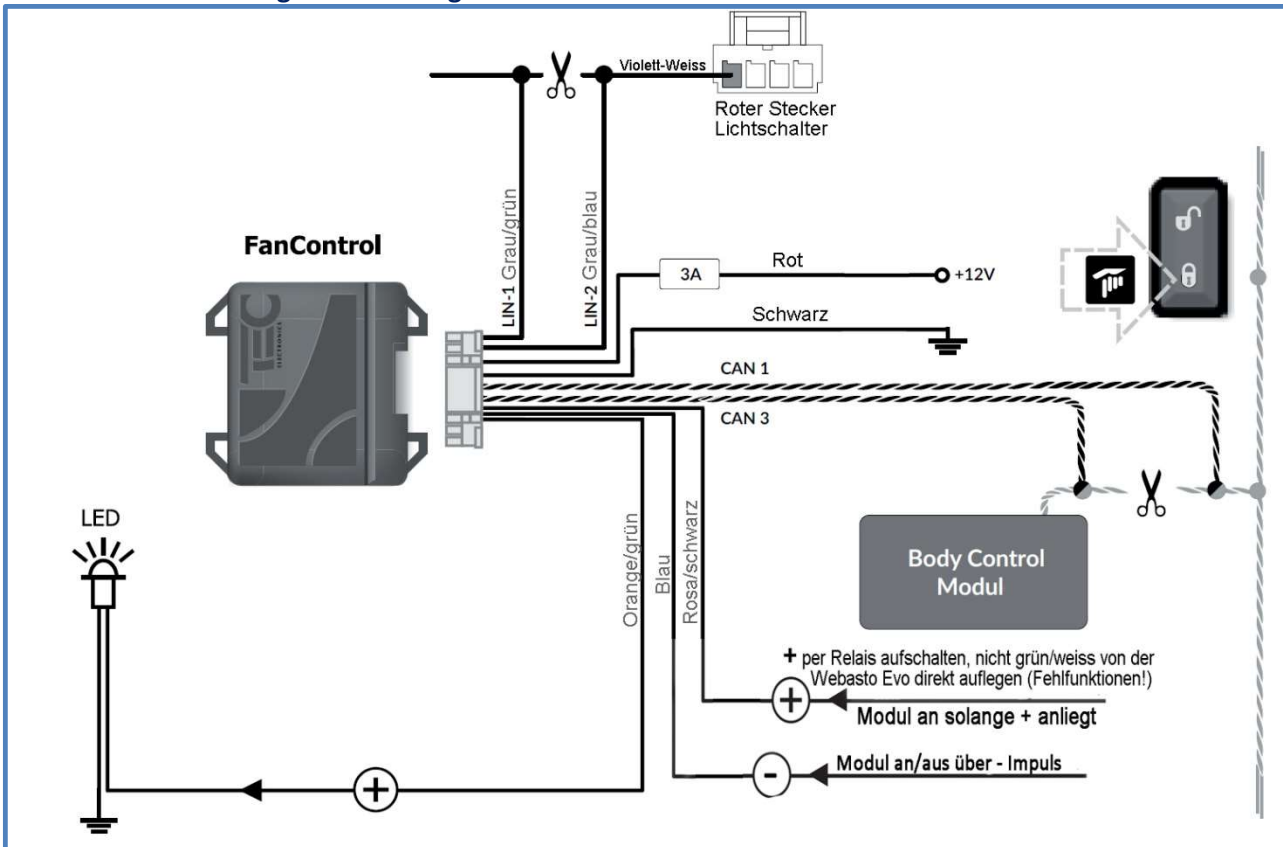 Violett-Weiss
Roter Stecker
Lichtschalter
FanControl
LIN-1 Grau/grün
LIN-2 Grau/blau
3A
Rot
+12V
Schwarz
CAN 1
CAN 3
ELECTRONICS
LED
Orange/grün
Blau
Rosa/schwarz
Body Control
Modul
+ per Relais aufschalten, nicht grün/weiss von der
Webasto Evo direkt auflegen (Fehlfunktionen!)
+
Modul an solange + anliegt
-
Modul an/aus über - Impuls
+